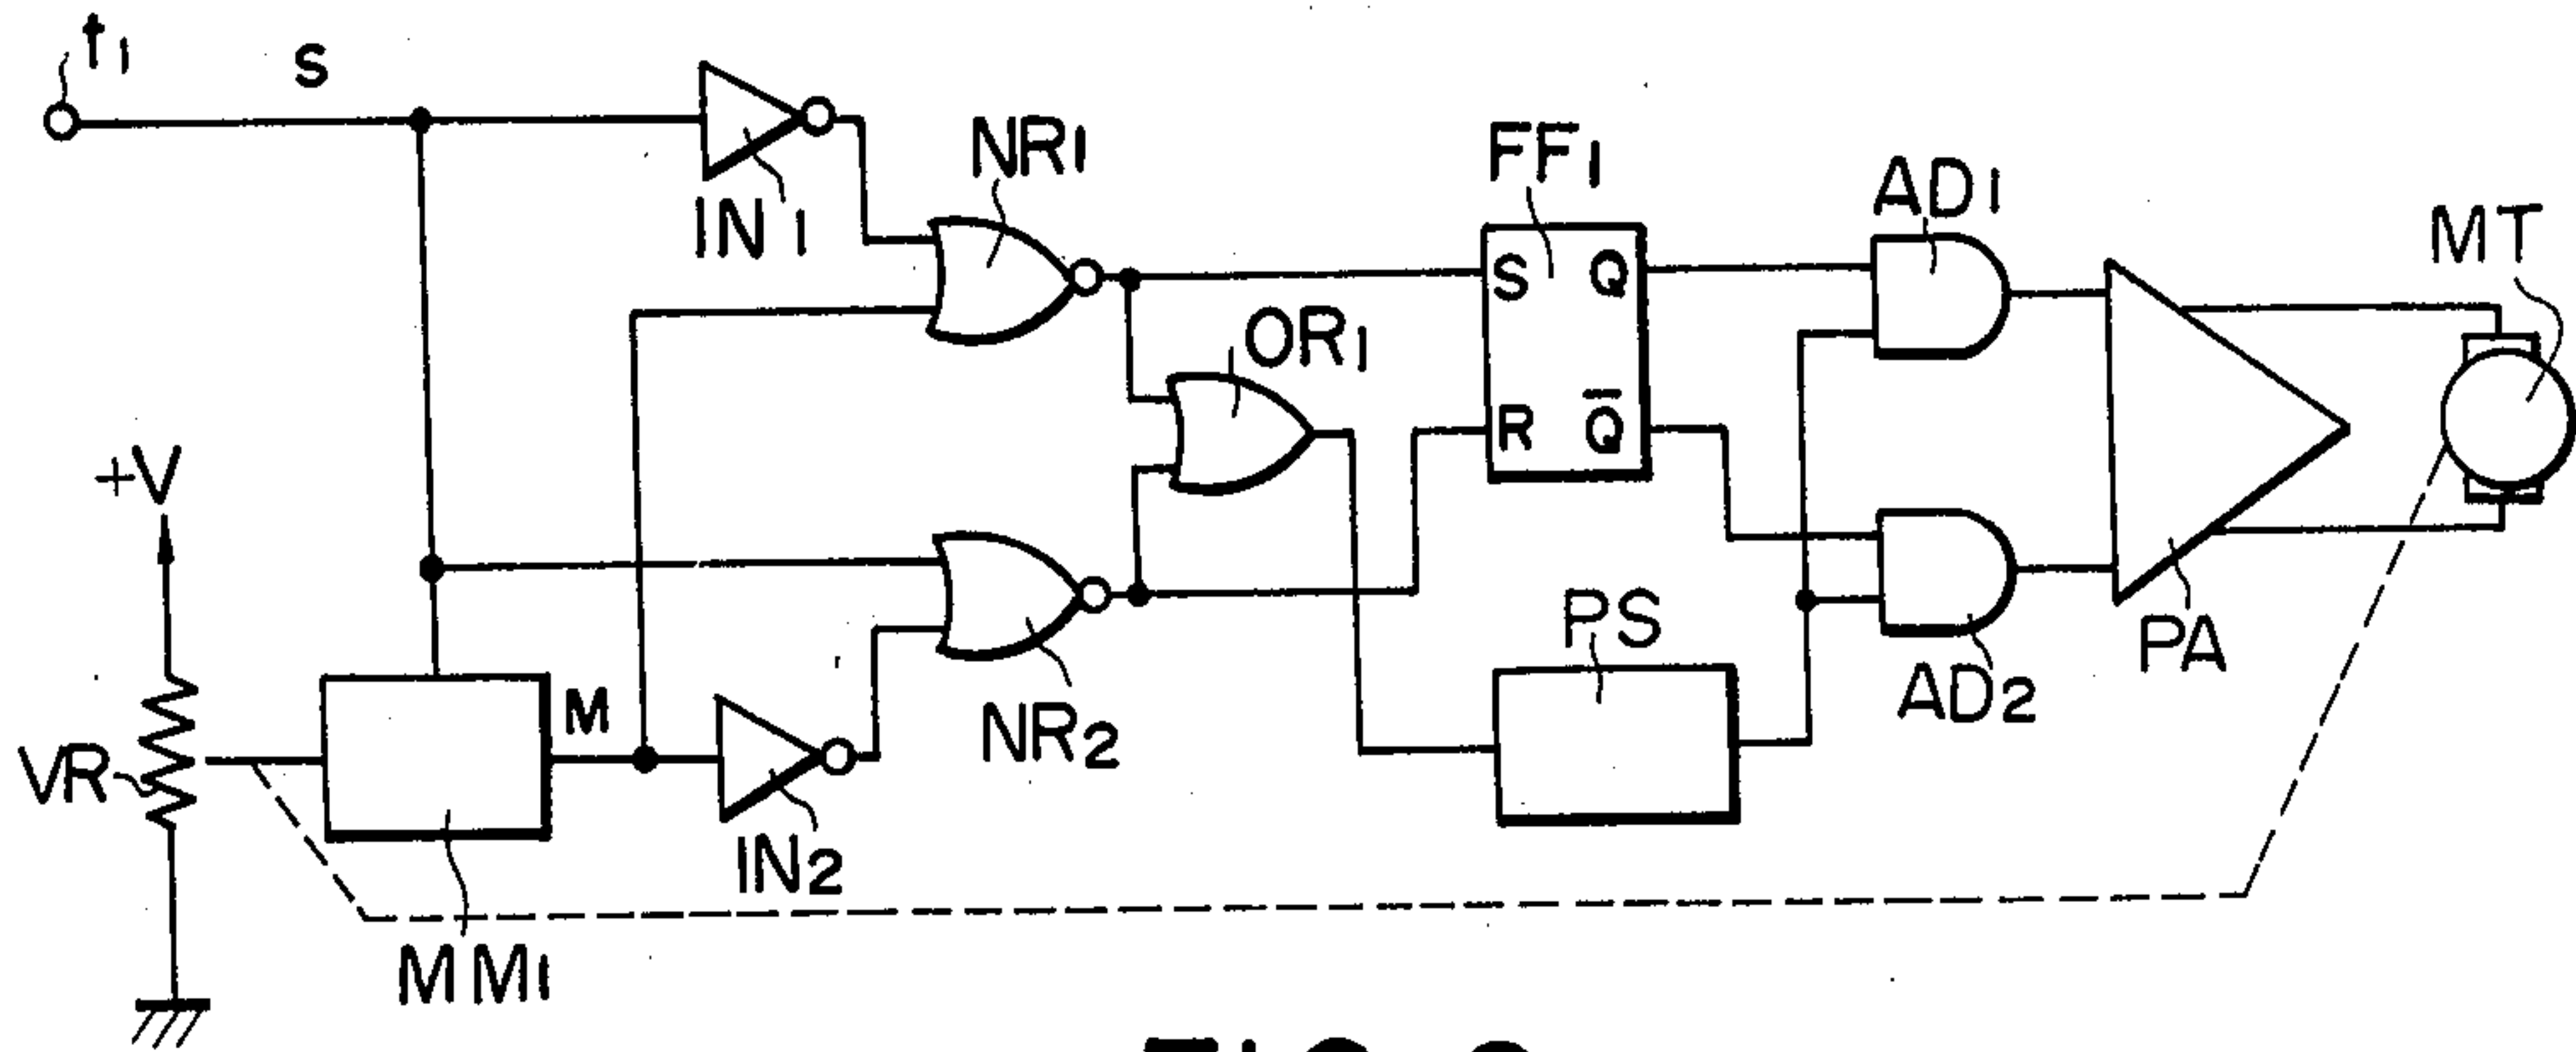 t1
S
IN1
NR1
FF1
AD1
MT
OR1
S
Q
R
Q̅
+V
VR
M
PS
PA
NR2
AD2
IN2
MM1